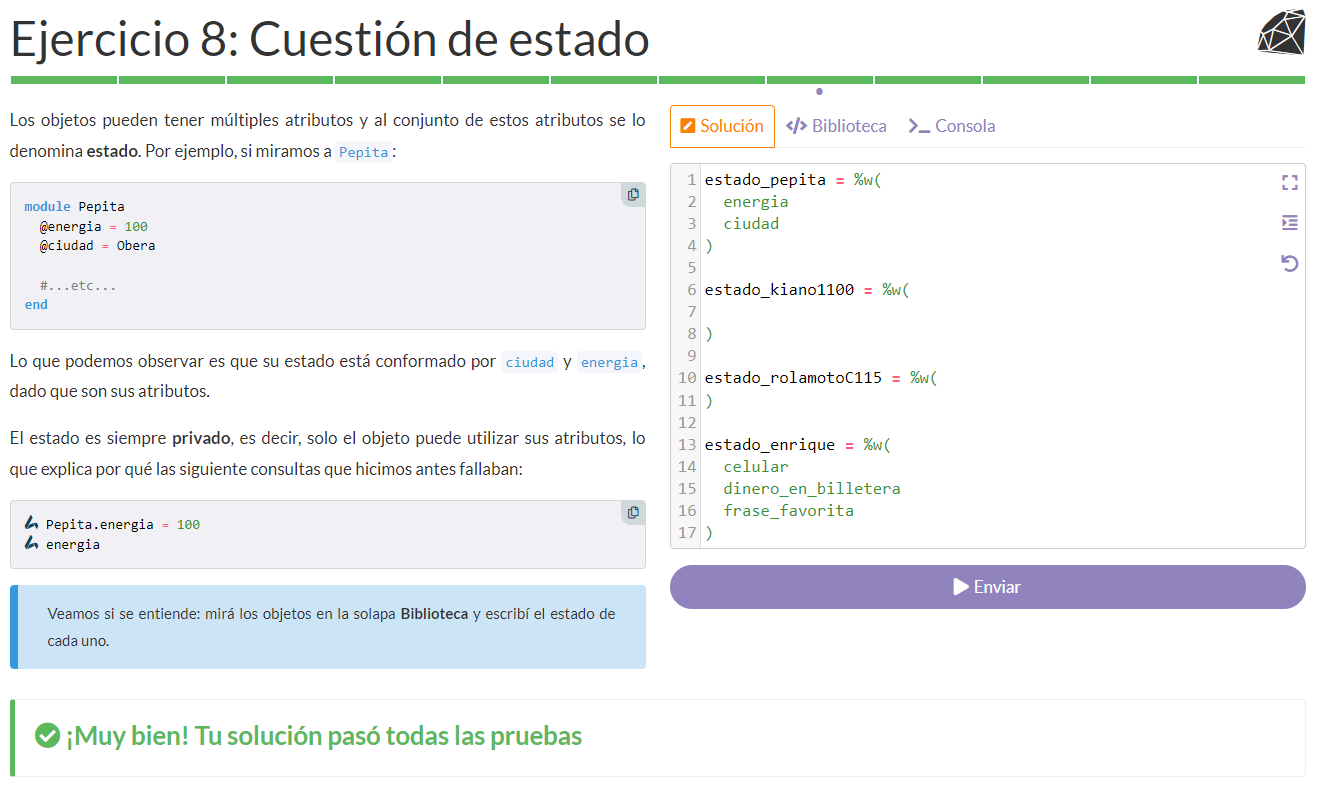 Ejercicio 8: Cuestión de estado
Los objetos pueden tener múltiples atributos y al conjunto de estos atributos se lo
denomina estado. Por ejemplo, si miramos a Pepita:
module Pepita
  @energia = 100
  @ciudad = Obera
  #...etc...
end
Lo que podemos observar es que su estado está conformado por ciudad y energia,
dado que son sus atributos.
El estado es siempre privado, es decir, solo el objeto puede utilizar sus atributos, lo
que explica por qué las siguiente consultas que hicimos antes fallaban:
Pepita.energia = 100
energia
Veamos si se entiende: mirá los objetos en la solapa Biblioteca y escribí el estado de
cada uno.
Solución </> Biblioteca >_ Consola
1 estado_pepita = %w(
2   energia
3   ciudad
4 )
5
6 estado_kiano1100 = %w(
7
8 )
9
10 estado_rolamotoC115 = %w(
11 )
12
13 estado_enrique = %w(
14   celular
15   dinero_en_billetera
16   frase_favorita
17 )
Enviar
¡Muy bien! Tu solución pasó todas las pruebas